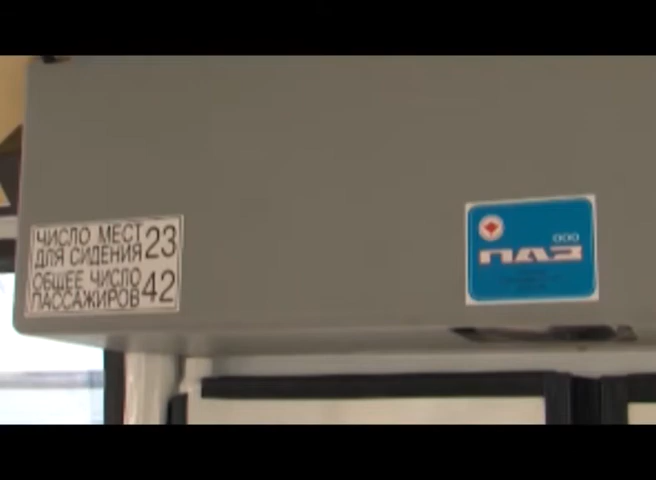 ЧИСЛО МЕСТ
ДЛЯ СИДЕНИЯ 23
ОБЩЕЕ ЧИСЛО
ПАССАЖИРОВ 42
ООО
ПАЗ